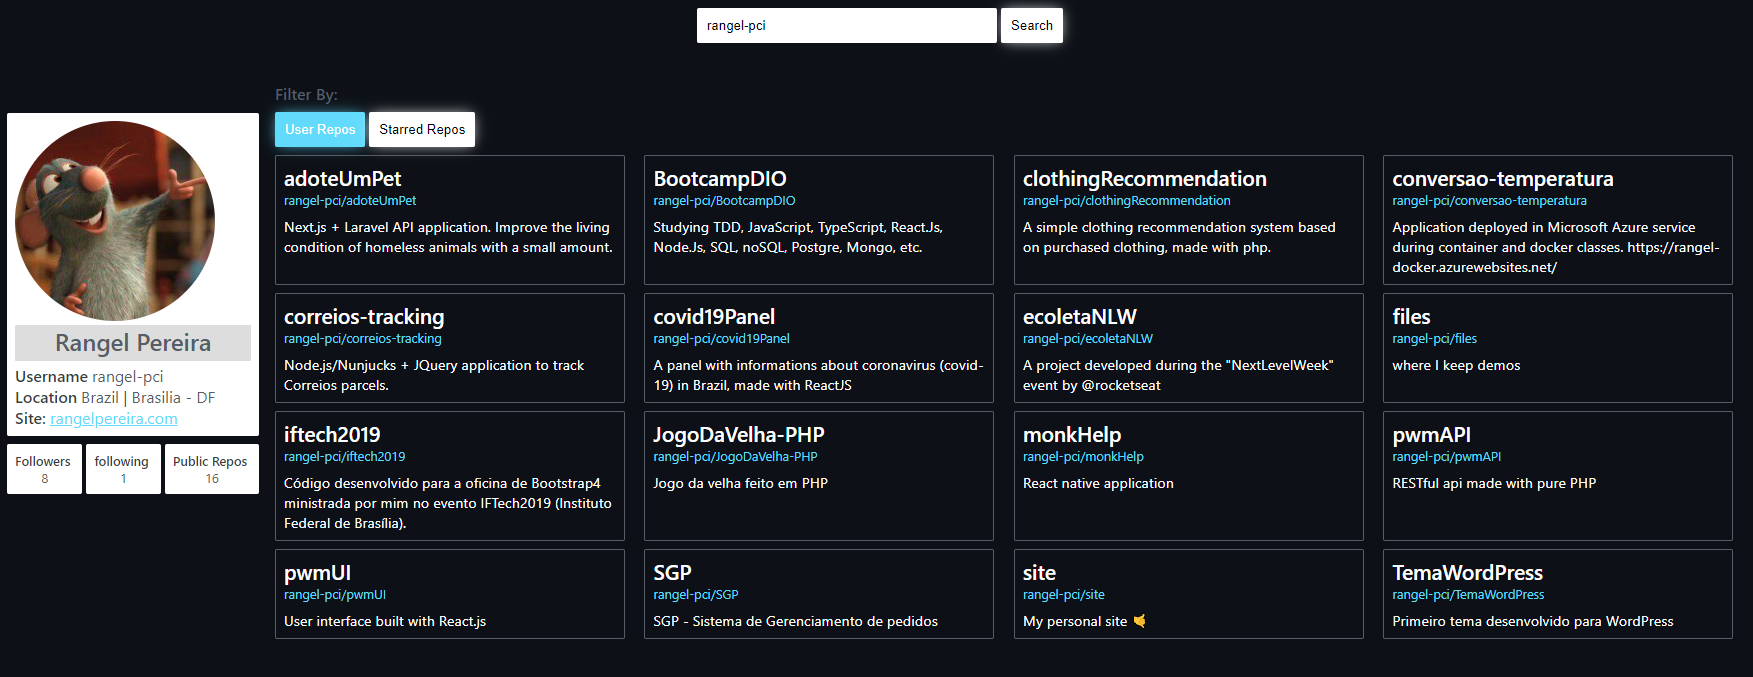 rangel-pci
Search
Filter By:
User Repos
Starred Repos
Rangel Pereira
Username rangel-pci
Location Brazil | Brasilia - DF
Site: rangelpereira.com
Followers
8
following
1
Public Repos
16
adoteUmPet
rangel-pci/adoteUmPet
Next.js + Laravel API application. Improve the living
condition of homeless animals with a small amount.
BootcampDIO
rangel-pci/BootcampDIO
Studying TDD, JavaScript, TypeScript, React.Js,
Node.Js, SQL, noSQL, Postgre, Mongo, etc.
clothingRecommendation
rangel-pci/clothingRecommendation
A simple clothing recommendation system based
on purchased clothing, made with php.
conversao-temperatura
rangel-pci/conversao-temperatura
Application deployed in Microsoft Azure service
during container and docker classes. https://rangel-
docker.azurewebsites.net/
correios-tracking
rangel-pci/correios-tracking
Node.js/Nunjucks + JQuery application to track
Correios parcels.
covid19Panel
rangel-pci/covid19Panel
A panel with informations about coronavirus (covid-
19) in Brazil, made with ReactJS
ecoletaNLW
rangel-pci/ecoletaNLW
A project developed during the "NextLevelWeek"
event by @rocketseat
files
rangel-pci/files
where I keep demos
iftech2019
rangel-pci/iftech2019
Código desenvolvido para a oficina de Bootstrap4
ministrada por mim no evento IFTech2019 (Instituto
Federal de Brasília).
JogoDaVelha-PHP
rangel-pci/JogoDaVelha-PHP
Jogo da velha feito em PHP
monkHelp
rangel-pci/monkHelp
React native application
pwmAPI
rangel-pci/pwmAPI
RESTful api made with pure PHP
pwmUI
rangel-pci/pwmUI
User interface built with React.js
SGP
rangel-pci/SGP
SGP - Sistema de Gerenciamento de pedidos
site
rangel-pci/site
My personal site 🤙
TemaWordPress
rangel-pci/TemaWordPress
Primeiro tema desenvolvido para WordPress